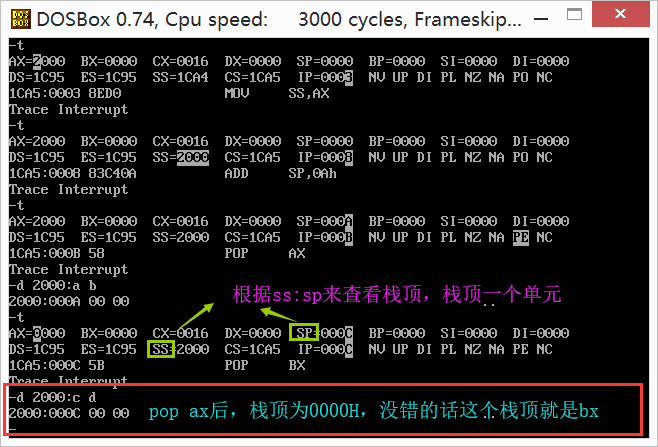 DOSBox 0.74, Cpu speed: 3000 cycles, Frameskip...
-t
AX=2000 BX=0000 CX=0016 DX=0000 SP=0000 BP=0000 SI=0000 DI=0000
DS=1C95 ES=1C95 SS=1CA4 CS=1CA5 IP=0003 NV UP DI PL NZ NA PO NC
1CA5:0003 8ED0 MOV SS,AX
Trace Interrupt
-t
AX=2000 BX=0000 CX=0016 DX=0000 SP=0000 BP=0000 SI=0000 DI=0000
DS=1C95 ES=1C95 SS=2000 CS=1CA5 IP=0008 NV UP DI PL NZ NA PO NC
1CA5:0008 83C40A ADD SP,0Ah
Trace Interrupt
-t
AX=2000 BX=0000 CX=0016 DX=0000 SP=000A BP=0000 SI=0000 DI=0000
DS=1C95 ES=1C95 SS=2000 CS=1CA5 IP=000B NV UP DI PL NZ NA PE NC
1CA5:000B 58 POP AX
Trace Interrupt
-d 2000:a b
2000:000A 00 00 ..
根据ss:sp来查看栈顶，栈顶一个单元
-t
AX=0000 BX=0000 CX=0016 DX=0000 SP=000C BP=0000 SI=0000 DI=0000
DS=1C95 ES=1C95 SS=2000 CS=1CA5 IP=000C NV UP DI PL NZ NA PE NC
1CA5:000C 5B POP BX
Trace Interrupt
-d 2000:c d
2000:000C 00 00 ..
pop ax后，栈顶为0000H，没错的话这个栈顶就是bx
-